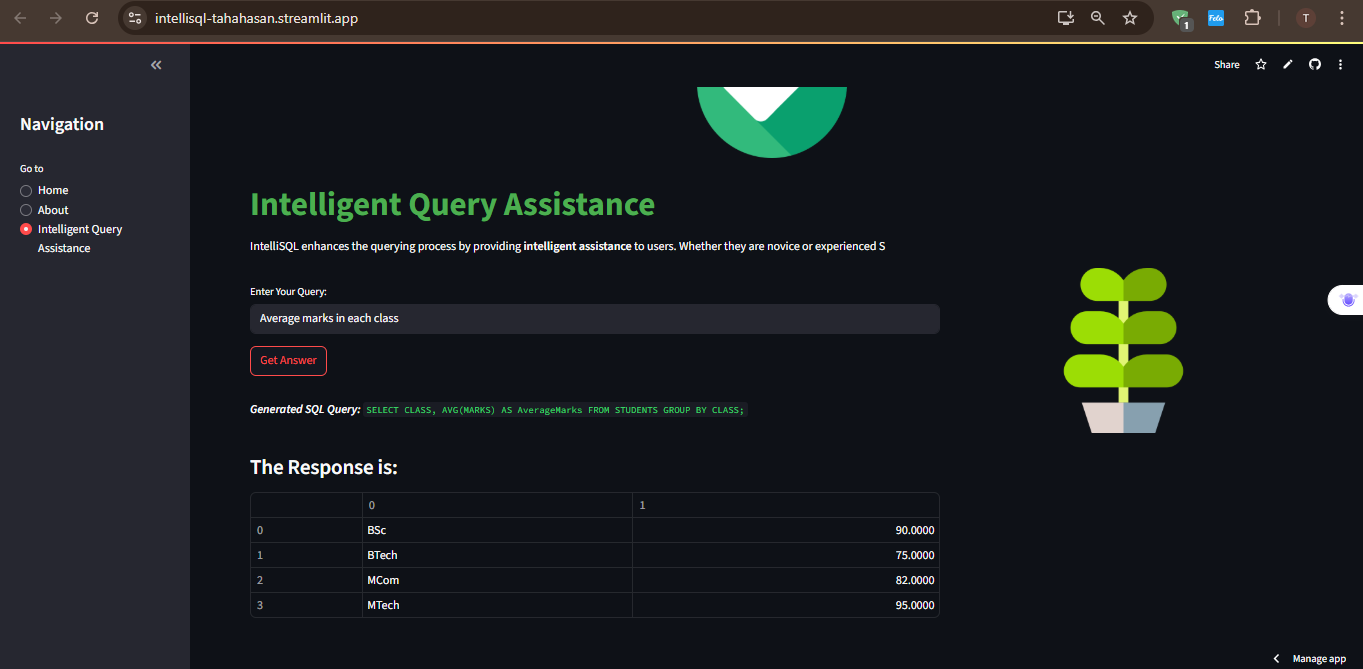 intellisql-tahahasan.streamlit.app
1
Folo
T
Share
Navigation
Go to
Home
About
Intelligent Query
Assistance
Intelligent Query Assistance
IntelliSQL enhances the querying process by providing intelligent assistance to users. Whether they are novice or experienced S
Enter Your Query:
Average marks in each class
Get Answer
Generated SQL Query: SELECT CLASS, AVG(MARKS) AS AverageMarks FROM STUDENTS GROUP BY CLASS;
The Response is:
0 1
0 BSc 90.0000
1 BTech 75.0000
2 MCom 82.0000
3 MTech 95.0000
Manage app